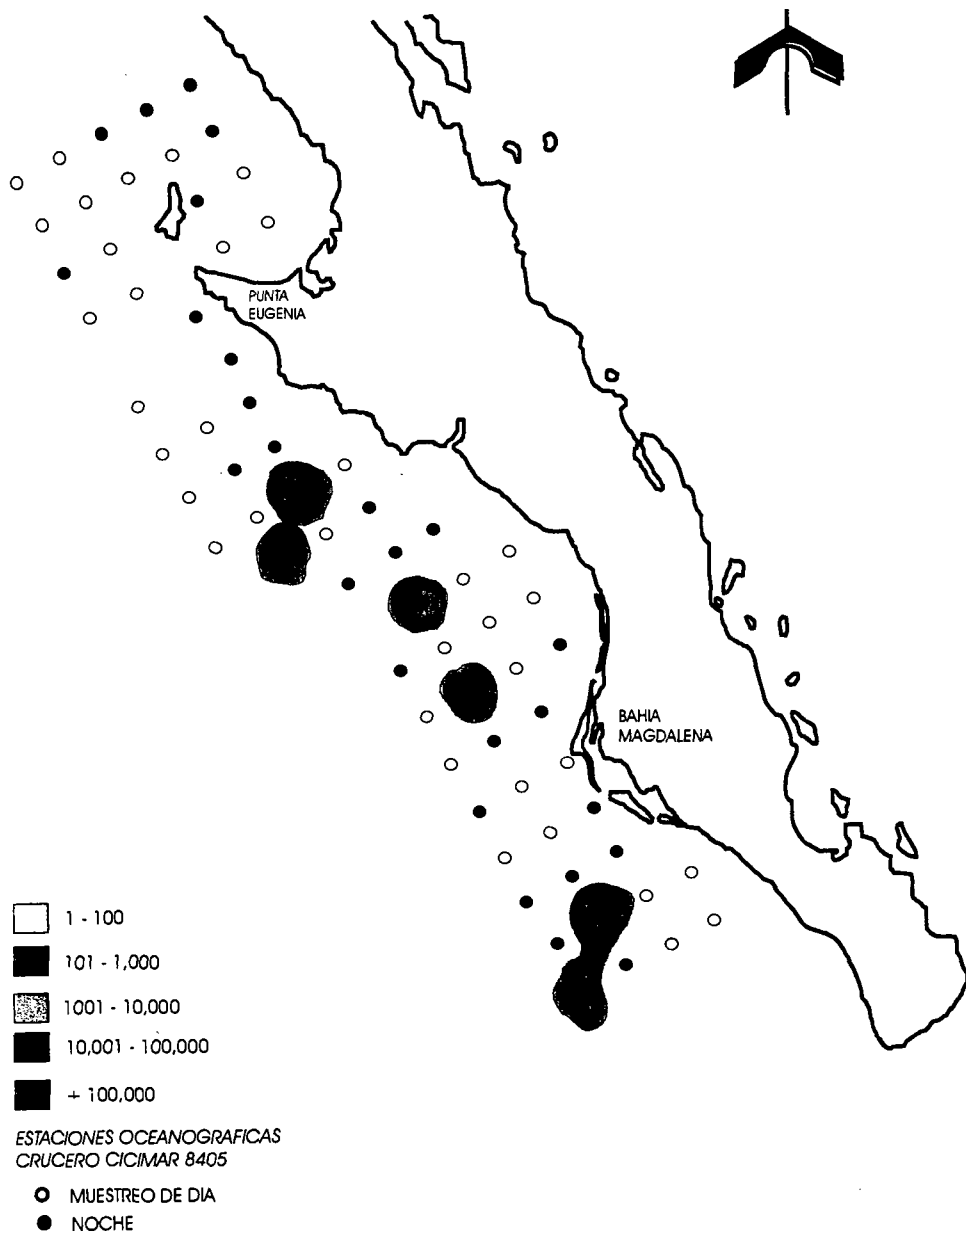 PUNTA
EUGENIA
BAHIA
MAGDALENA
1 - 100
101 - 1,000
1001 - 10,000
10,001 - 100,000
+ 100,000
ESTACIONES OCEANOGRAFICAS
CRUCERO CICIMAR 8405
MUESTREO DE DIA
NOCHE